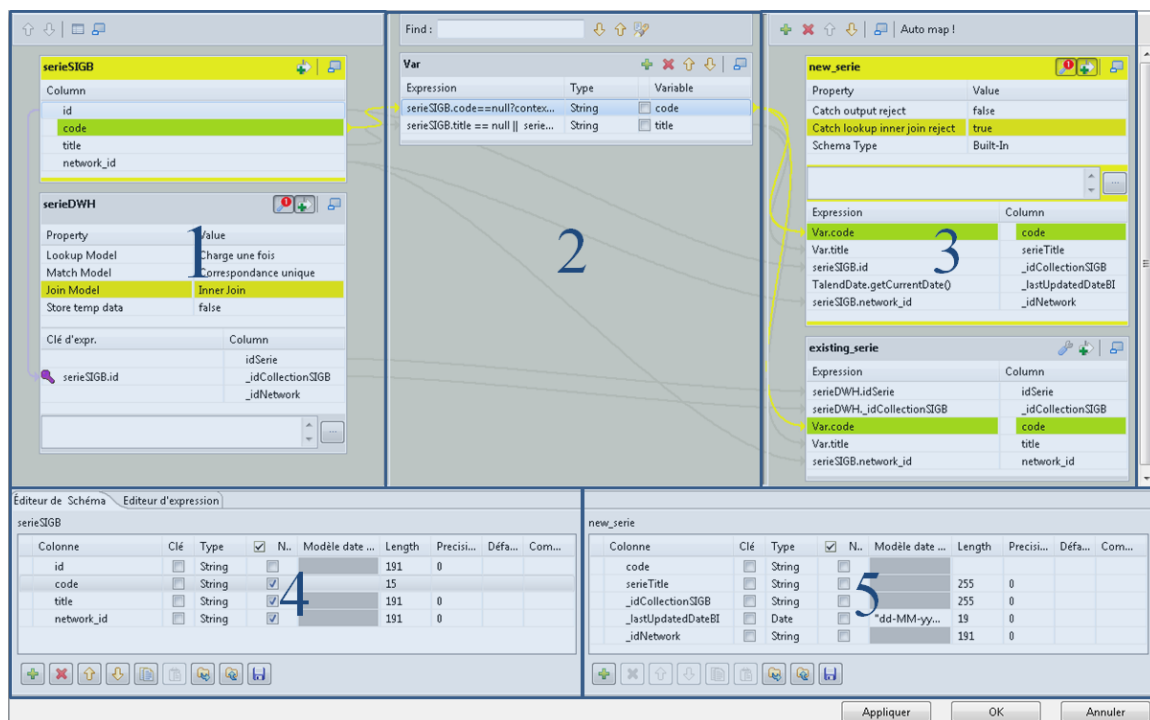 Find :
Auto map !
serieSIGB
Column
id
code
title
network_id
serieDWH
Property Value
Lookup Model Charge une fois
Match Model Correspondance unique
Join Model Inner Join
Store temp data false
Clé d'expr. Column
idSerie
serieSIGB.id _idCollectionSIGB
_idNetwork
...
1
Var
Expression Type Variable
serieSIGB.code==null?contex... String code
serieSIGB.title == null || serie... String title
2
new_serie
Property Value
Catch output reject false
Catch lookup inner join reject true
Schema Type Built-In
...
Expression Column
Var.code code
Var.title serieTitle
serieSIGB.id _idCollectionSIGB
TalendDate.getCurrentDate() _lastUpdatedDateBI
serieSIGB.network_id _idNetwork
3
existing_serie
Expression Column
serieDWH.idSerie idSerie
serieDWH._idCollectionSIGB _idCollectionSIGB
Var.code code
Var.title title
serieSIGB.network_id network_id
Éditeur de Schéma Editeur d'expression
serieSIGB
Colonne Clé Type N.. Modèle date ... Length Precisi... Défa... Com...
id String 191 0
code String 15
title String 191 0
network_id String 191 0
4
new_serie
Colonne Clé Type N.. Modèle date ... Length Precisi... Défa... Com...
code String
serieTitle String 255 0
_idCollectionSIGB String 255 0
_lastUpdatedDateBI Date "dd-MM-yy... 19 0
_idNetwork String 191 0
5
Appliquer OK Annuler